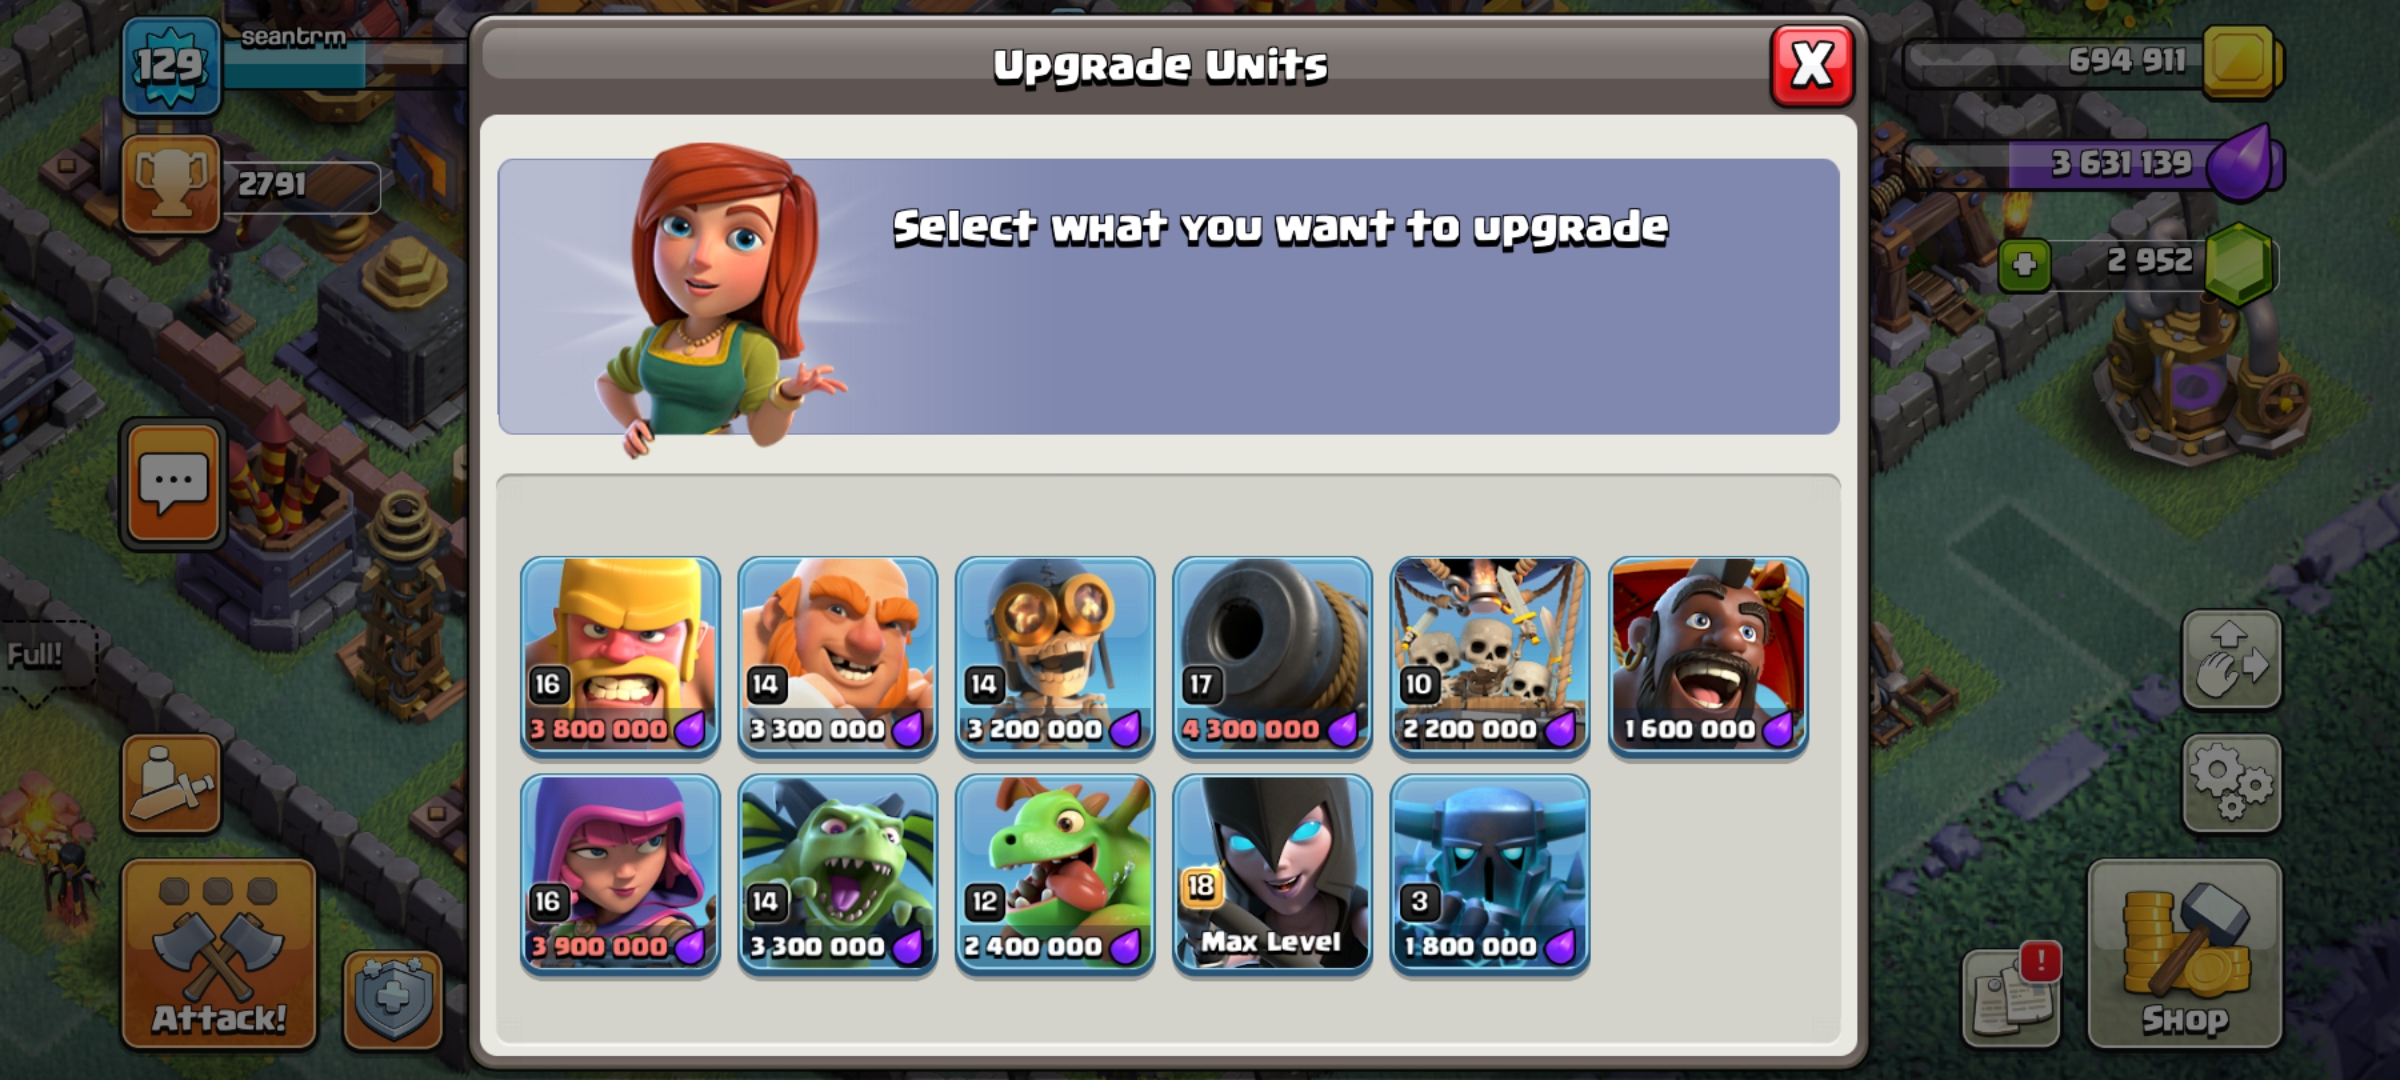 129
seantrm
Upgrade Units
X
694 911
2791
3 631 139
Select what you want to upgrade
2 952
Full!
16
14
14
17
10
3 800 000
3 300 000
3 200 000
4 300 000
2 200 000
1 600 000
16
14
12
18
3
3 900 000
3 300 000
2 400 000
Max Level
1 800 000
Attack!
!
Shop